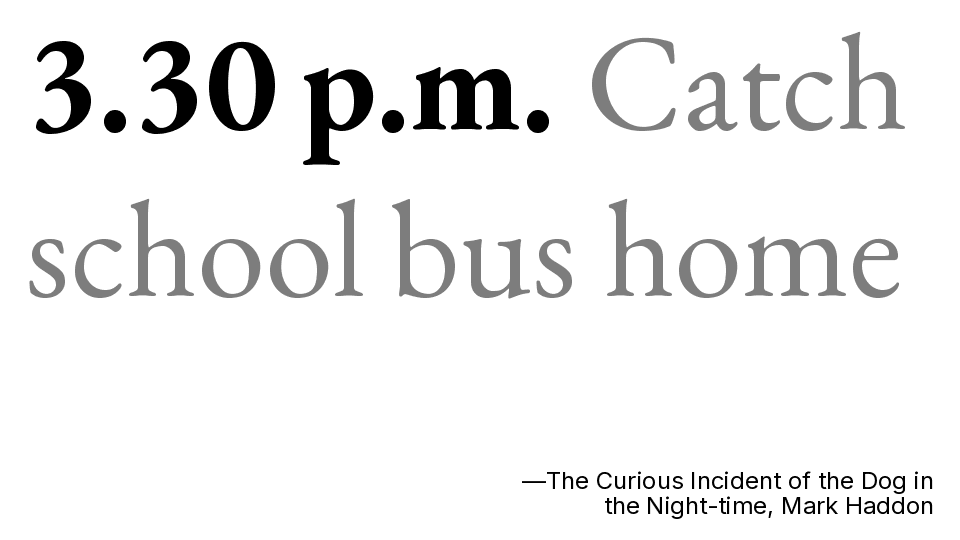 3.30 p.m. Catch
school bus home
—The Curious Incident of the Dog in
the Night-time, Mark Haddon